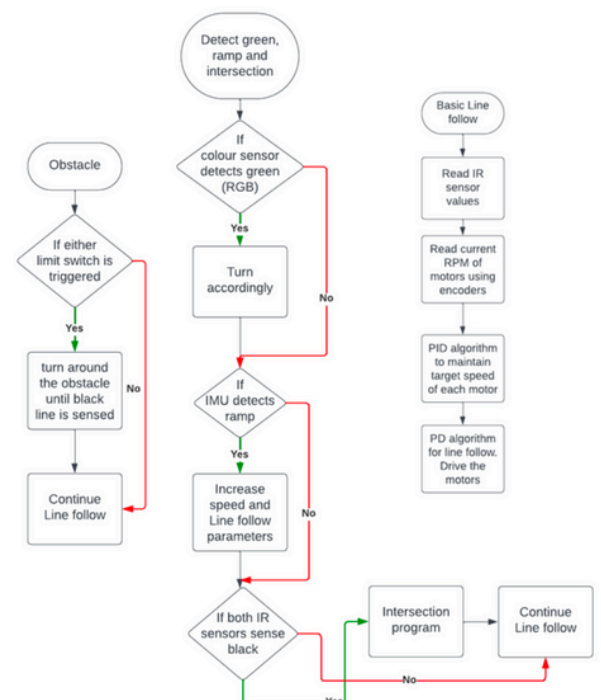 Detect green,
ramp and
intersection
If
colour sensor
detects green
(RGB)
Yes
No
Turn
accordingly
If
IMU detects
ramp
Yes
No
Increase
speed and
Line follow
parameters
If both IR
sensors sense
black
Yes
No
Intersection
program
Continue
Line follow
Obstacle
If either
limit switch is
triggered
Yes
No
turn around
the obstacle
until black
line is sensed
Continue
Line follow
Basic Line
follow
Read IR
sensor
values
Read current
RPM of
motors using
encoders
PID algorithm
to maintain
target speed
of each motor
PD algorithm
for line follow.
Drive the
motors